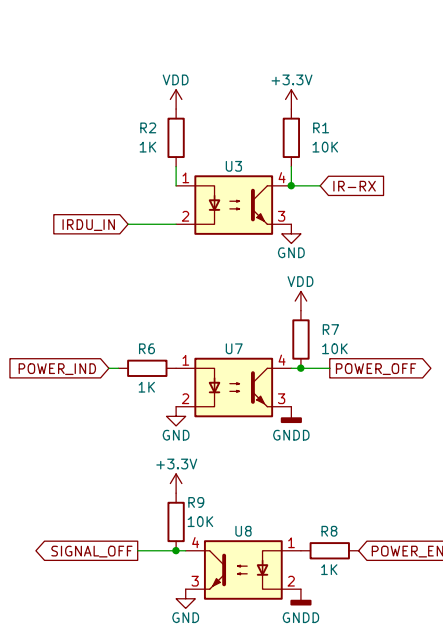 VDD
+3.3V
R2
1K
R1
10K
U3
1
4
IR-RX
2
3
IRDU_IN
GND
VDD
R7
10K
R6
U7
1
4
POWER_IND
POWER_OFF
1K
2
3
GND
GNDD
+3.3V
R9
10K
U8
R8
4
1
SIGNAL_OFF
POWER_EN
1K
3
2
GND
GNDD